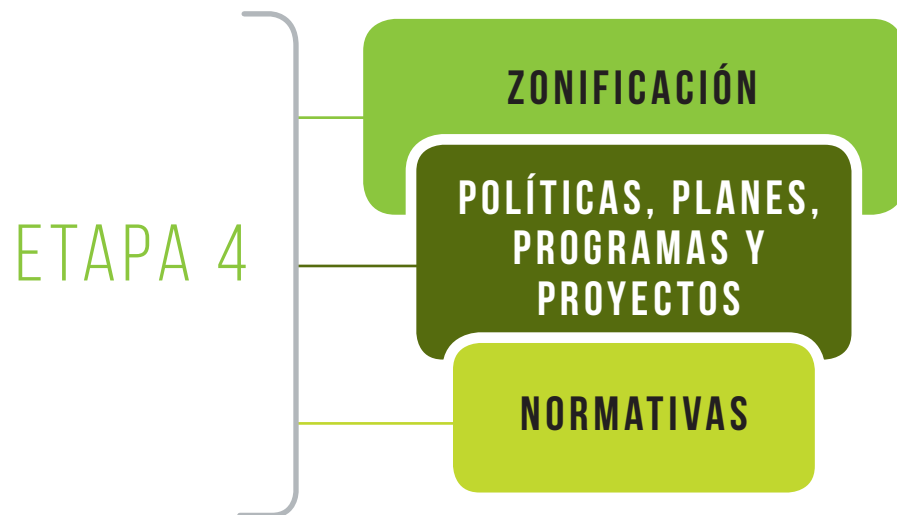 ETAPA 4
ZONIFICACIÓN
POLÍTICAS, PLANES,
PROGRAMAS Y
PROYECTOS
NORMATIVAS